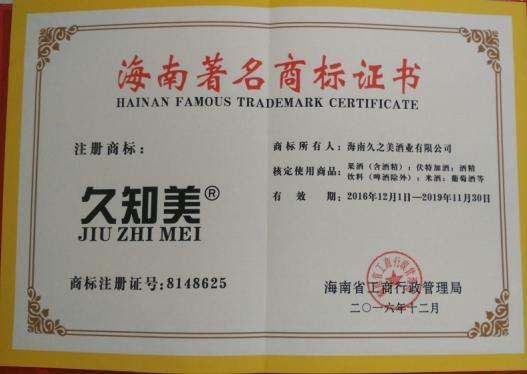 海南著名商标证书
HAINAN FAMOUS TRADEMARK CERTIFICATE
注册商标：
久知美®
JIU ZHI MEI
商标注册证号:8148625
商标所有人：海南久之美酒业有限公司
核定使用商品：果酒（含酒精）；伏特加酒；酒精
饮料（啤酒除外）；米酒；葡萄酒等
有效期：2016年12月1日—2019年11月30日
海南省工商行政管理局
二〇一六年十二月